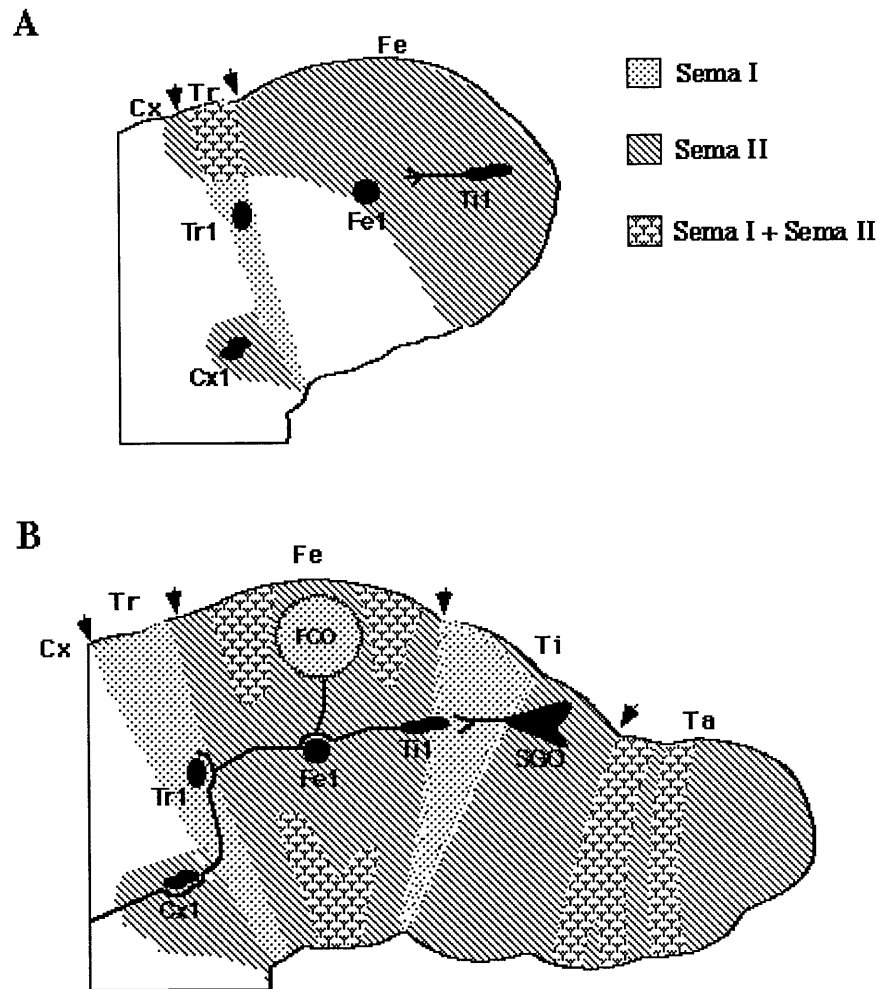 A
Fe
Cx Tr
Sema I
Sema II
Sema I + Sema II
Ti1
Fe1
Tr1
Cx1
B
Fe
Tr
Cx
FCO
Ti
Ta
Ti1
SGO
Fe1
Tr1
Cx1